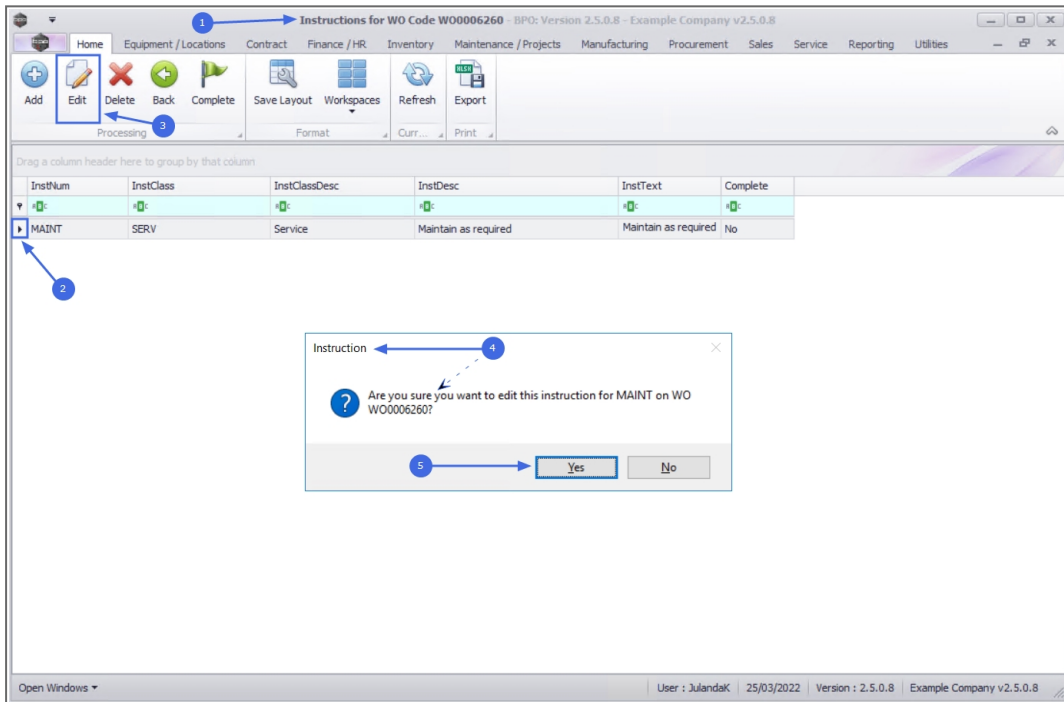 1
Instructions for WO Code WO0006260 - BPO: Version 2.5.0.8 - Example Company v2.5.0.8
Home Equipment / Locations Contract Finance / HR Inventory Maintenance / Projects Manufacturing Procurement Sales Service Reporting Utilities
Add Edit Delete Back Complete Save Layout Workspaces Refresh Export
3
Processing Format Curr... Print
Drag a column header here to group by that column
InstNum InstClass InstClassDesc InstDesc InstText Complete
MAINT SERV Service Maintain as required Maintain as required No
2
Instruction
4
Are you sure you want to edit this instruction for MAINT on WO
WO0006260?
5
Yes No
Open Windows User : JulandaK 25/03/2022 Version : 2.5.0.8 Example Company v2.5.0.8